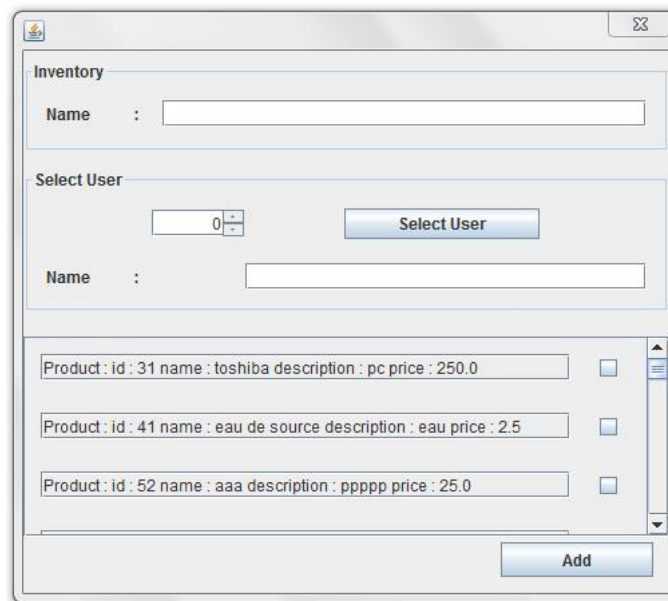 Inventory
Name :
Select User
0 Select User
Name :
Product : id : 31 name : toshiba description : pc price : 250.0
Product : id : 41 name : eau de source description : eau price : 2.5
Product : id : 52 name : aaa description : ppppp price : 25.0
Add